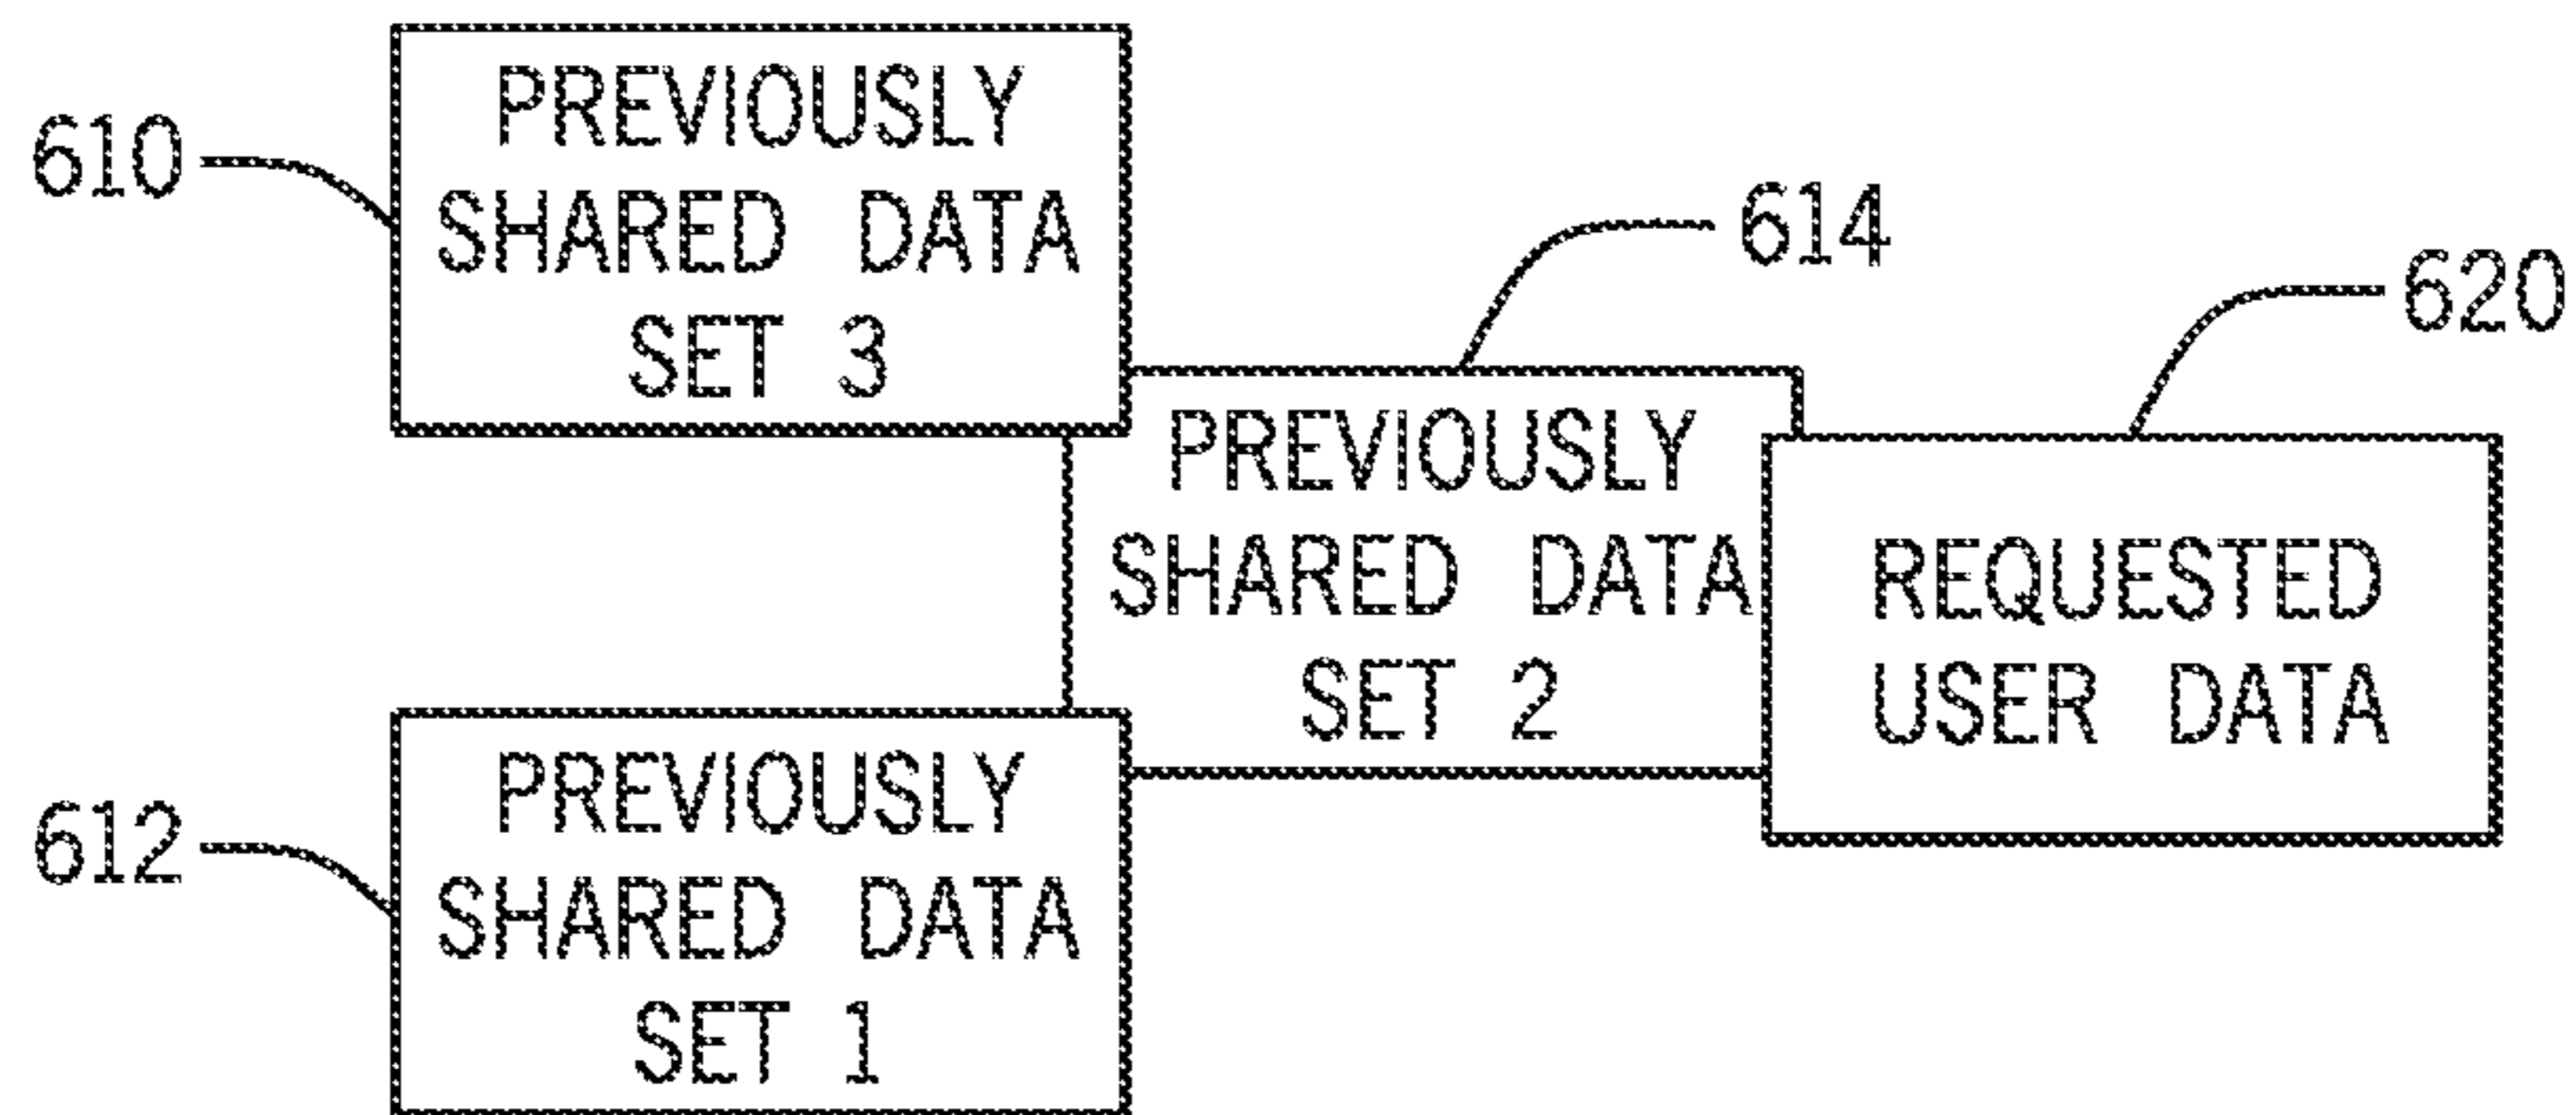 610
PREVIOUSLY
SHARED DATA
SET 3
614
620
PREVIOUSLY
SHARED DATA
SET 2
REQUESTED
USER DATA
612
PREVIOUSLY
SHARED DATA
SET 1